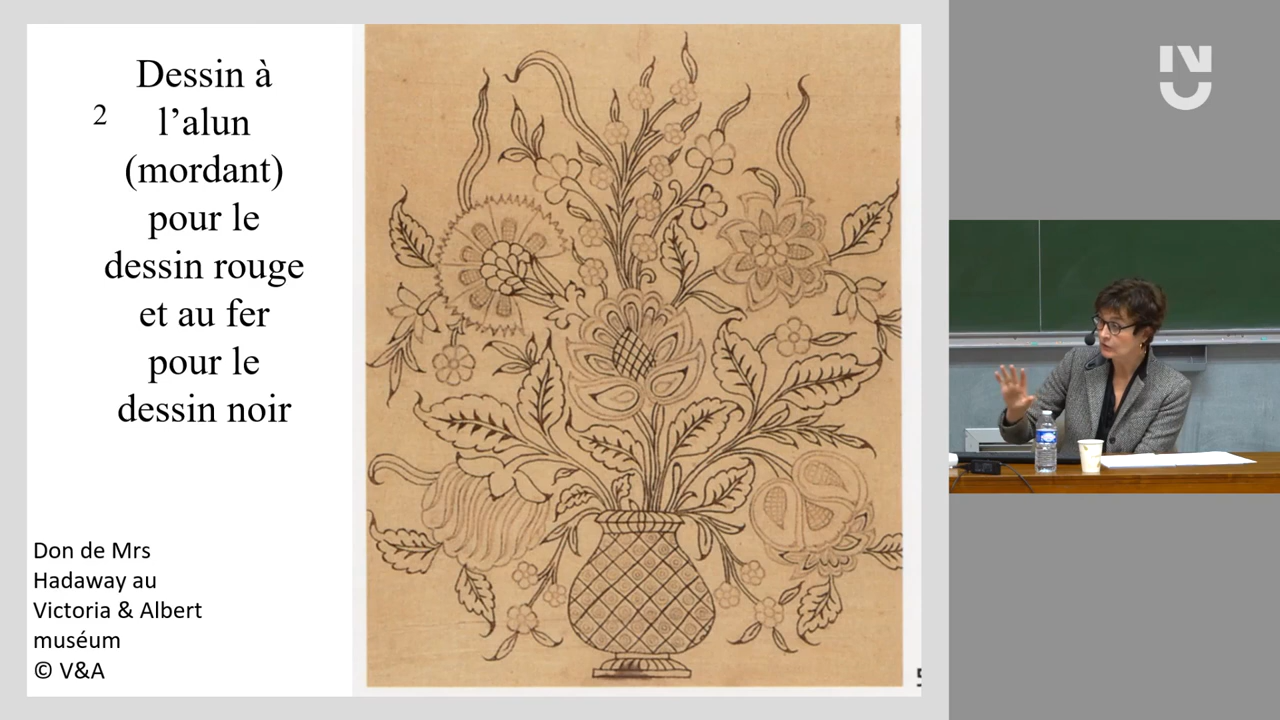 Dessin à
2
l’alun
(mordant)
pour le
dessin rouge
et au fer
pour le
dessin noir
Don de Mrs
Hadaway au
Victoria & Albert
muséum
© V&A